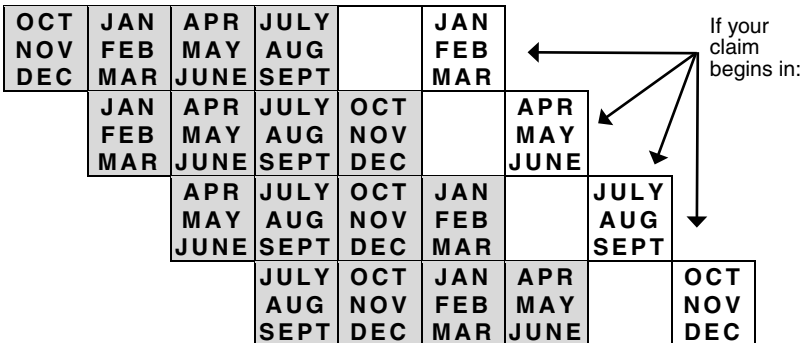 OCT JAN APR JULY JAN
NOV FEB MAY AUG FEB
DEC MAR JUNE SEPT MAR
If your
claim
begins in:
JAN APR JULY OCT APR
FEB MAY AUG NOV MAY
MAR JUNE SEPT DEC JUNE
APR JULY OCT JAN JULY
MAY AUG NOV FEB AUG
JUNE SEPT DEC MAR SEPT
JULY OCT JAN APR OCT
AUG NOV FEB MAY NOV
SEPT DEC MAR JUNE DEC